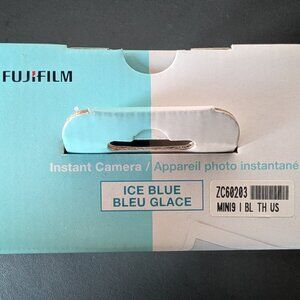 FUJIFILM
Instant Camera / Appareil photo instantané
ICE BLUE
BLEU GLACE
ZC60203
MINI9 I BL TH US